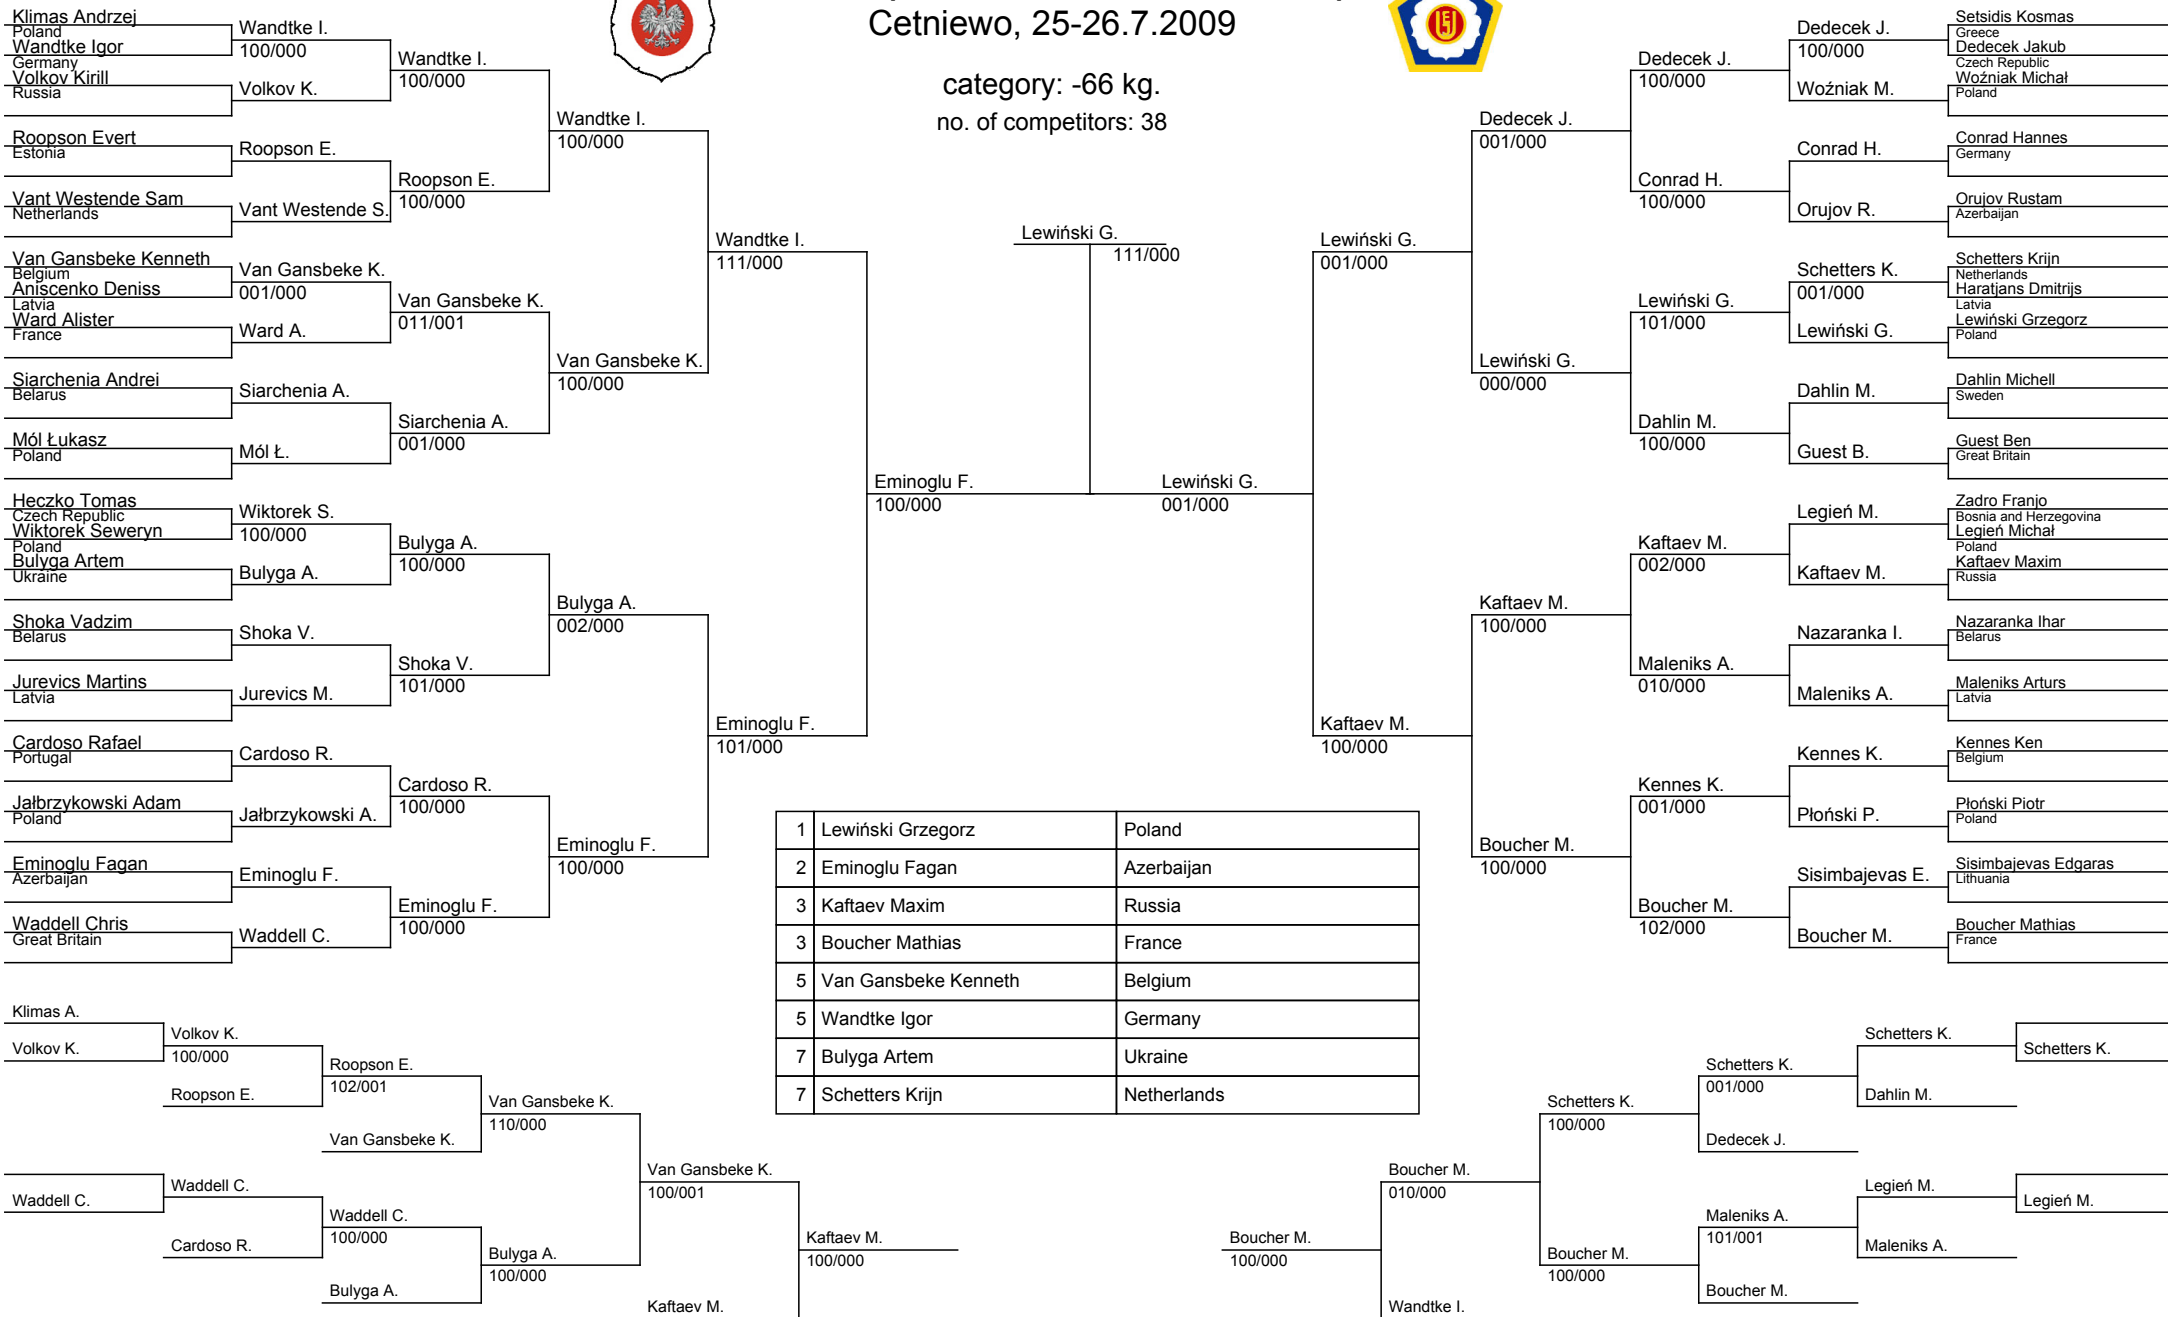 Cetniewo, 25-26.7.2009
category: -66 kg.
no. of competitors: 38
Klimas Andrzej
Poland
Wandtke Igor
Germany
Volkov Kirill
Russia
Roopson Evert
Estonia
Vant Westende Sam
Netherlands
Van Gansbeke Kenneth
Belgium
Aniscenko Deniss
Latvia
Ward Alister
France
Siarchenia Andrei
Belarus
Mól Łukasz
Poland
Heczko Tomas
Czech Republic
Wiktorek Seweryn
Poland
Bulyga Artem
Ukraine
Shoka Vadzim
Belarus
Jurevics Martins
Latvia
Cardoso Rafael
Portugal
Jałbrzykowski Adam
Poland
Eminoglu Fagan
Azerbaijan
Waddell Chris
Great Britain
Wandtke I.
100/000
Volkov K.
Roopson E.
Vant Westende S.
Van Gansbeke K.
001/000
Ward A.
Siarchenia A.
Mól Ł.
Wiktorek S.
100/000
Bulyga A.
Shoka V.
Jurevics M.
Cardoso R.
Jałbrzykowski A.
Eminoglu F.
Waddell C.
Wandtke I.
100/000
Roopson E.
100/000
Van Gansbeke K.
011/001
Siarchenia A.
001/000
Bulyga A.
100/000
Shoka V.
101/000
Cardoso R.
100/000
Eminoglu F.
100/000
Wandtke I.
100/000
Van Gansbeke K.
100/000
Bulyga A.
002/000
Eminoglu F.
100/000
Wandtke I.
111/000
Eminoglu F.
101/000
Eminoglu F.
100/000
Lewiński G.
111/000
Lewiński G.
001/000
Lewiński G.
001/000
Kaftaev M.
100/000
Dedecek J.
001/000
Lewiński G.
000/000
Kaftaev M.
100/000
Boucher M.
100/000
Dedecek J.
100/000
Conrad H.
100/000
Lewiński G.
101/000
Dahlin M.
100/000
Kaftaev M.
002/000
Maleniks A.
010/000
Kennes K.
001/000
Boucher M.
102/000
Dedecek J.
100/000
Woźniak M.
Conrad H.
Orujov R.
Schetters K.
001/000
Lewiński G.
Dahlin M.
Guest B.
Legień M.
Kaftaev M.
Nazaranka I.
Maleniks A.
Kennes K.
Płoński P.
Sisimbajevas E.
Boucher M.
Setsidis Kosmas
Greece
Dedecek Jakub
Czech Republic
Woźniak Michał
Poland
Conrad Hannes
Germany
Orujov Rustam
Azerbaijan
Schetters Krijn
Netherlands
Haratjans Dmitrijs
Latvia
Lewiński Grzegorz
Poland
Dahlin Michell
Sweden
Guest Ben
Great Britain
Zadro Franjo
Bosnia and Herzegovina
Legień Michał
Poland
Kaftaev Maxim
Russia
Nazaranka Ihar
Belarus
Maleniks Arturs
Latvia
Kennes Ken
Belgium
Płoński Piotr
Poland
Sisimbajevas Edgaras
Lithuania
Boucher Mathias
France
1 Lewiński Grzegorz Poland
2 Eminoglu Fagan Azerbaijan
3 Kaftaev Maxim Russia
3 Boucher Mathias France
5 Van Gansbeke Kenneth Belgium
5 Wandtke Igor Germany
7 Bulyga Artem Ukraine
7 Schetters Krijn Netherlands
Klimas A.
Volkov K.
Waddell C.
Volkov K.
100/000
Roopson E.
Waddell C.
Cardoso R.
Roopson E.
102/001
Van Gansbeke K.
Waddell C.
100/000
Bulyga A.
Van Gansbeke K.
110/000
Bulyga A.
100/000
Van Gansbeke K.
100/001
Kaftaev M.
Kaftaev M.
100/000
Boucher M.
100/000
Boucher M.
010/000
Wandtke I.
Schetters K.
100/000
Boucher M.
100/000
Schetters K.
001/000
Dedecek J.
Maleniks A.
101/001
Boucher M.
Schetters K.
Dahlin M.
Legień M.
Maleniks A.
Schetters K.
Legień M.